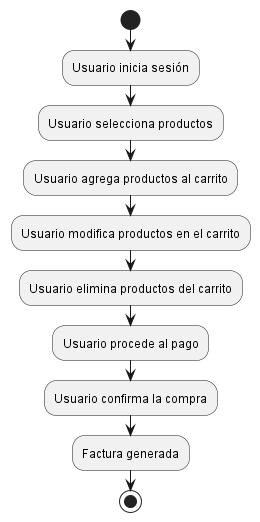 Usuario inicia sesión
Usuario selecciona productos
Usuario agrega productos al carrito
Usuario modifica productos en el carrito
Usuario elimina productos del carrito
Usuario procede al pago
Usuario confirma la compra
Factura generada